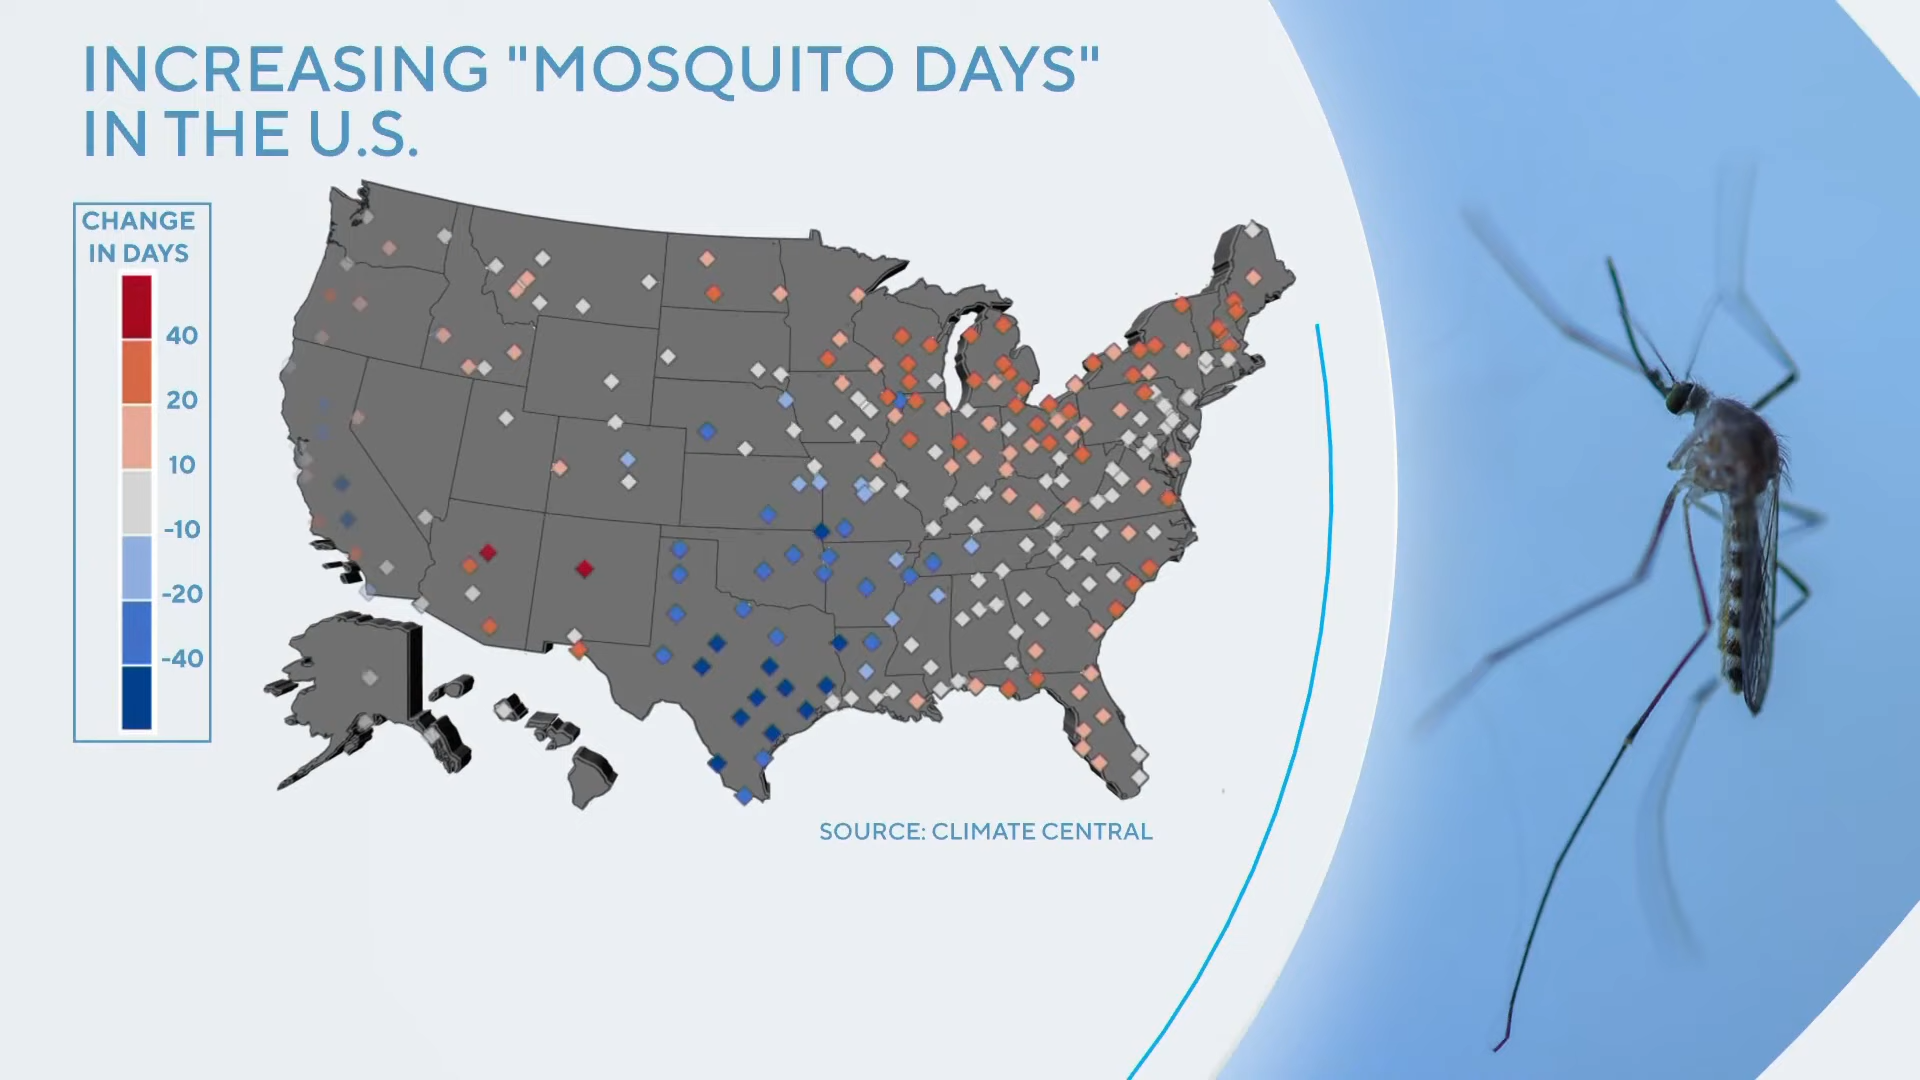 INCREASING "MOSQUITO DAYS"
IN THE U.S.
CHANGE
IN DAYS
40
20
10
-10
-20
-40
SOURCE: CLIMATE CENTRAL